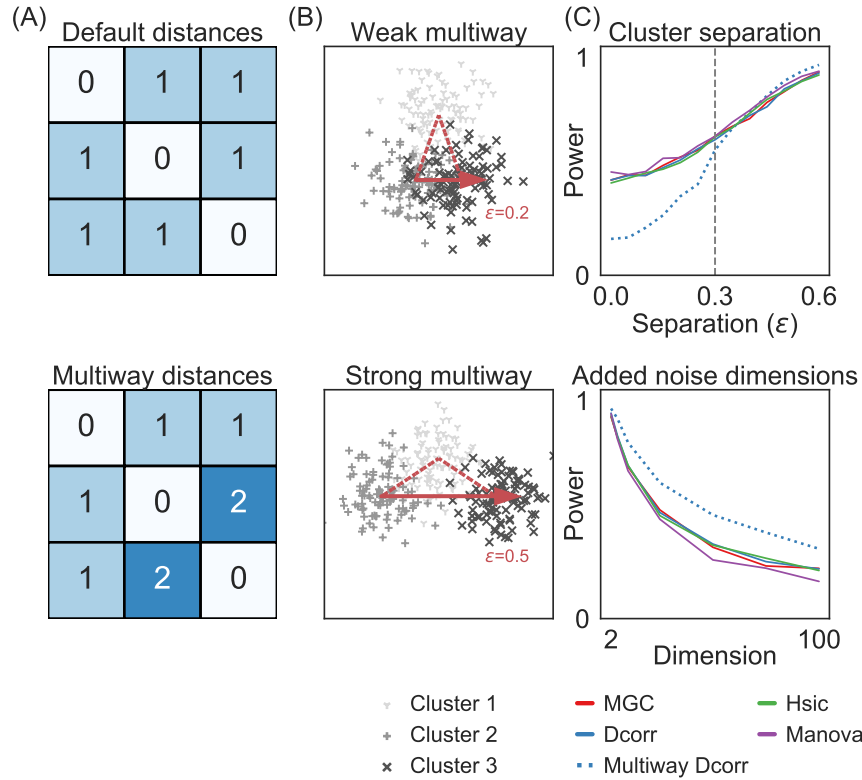 (A)
Default distances
0 1 1
1 0 1
1 1 0
(B)
Weak multiway
ε=0.2
(C)
Cluster separation
1
Power
0
0.0 0.3 0.6
Separation (ε)
Multiway distances
0 1 1
1 0 2
1 2 0
Strong multiway
ε=0.5
Added noise dimensions
1
Power
0
2 100
Dimension
Cluster 1
Cluster 2
Cluster 3
MGC
Dcorr
Multiway Dcorr
Hsic
Manova